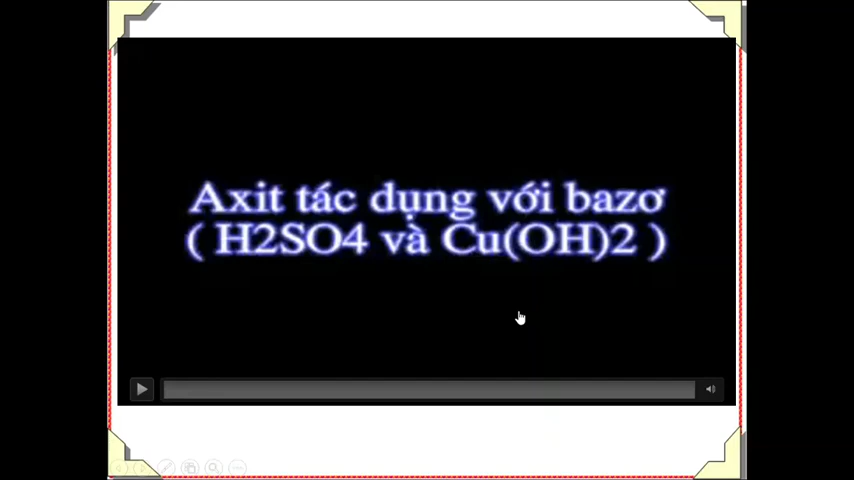 Axit tác dụng với bazơ
( H2SO4 và Cu(OH)2 )